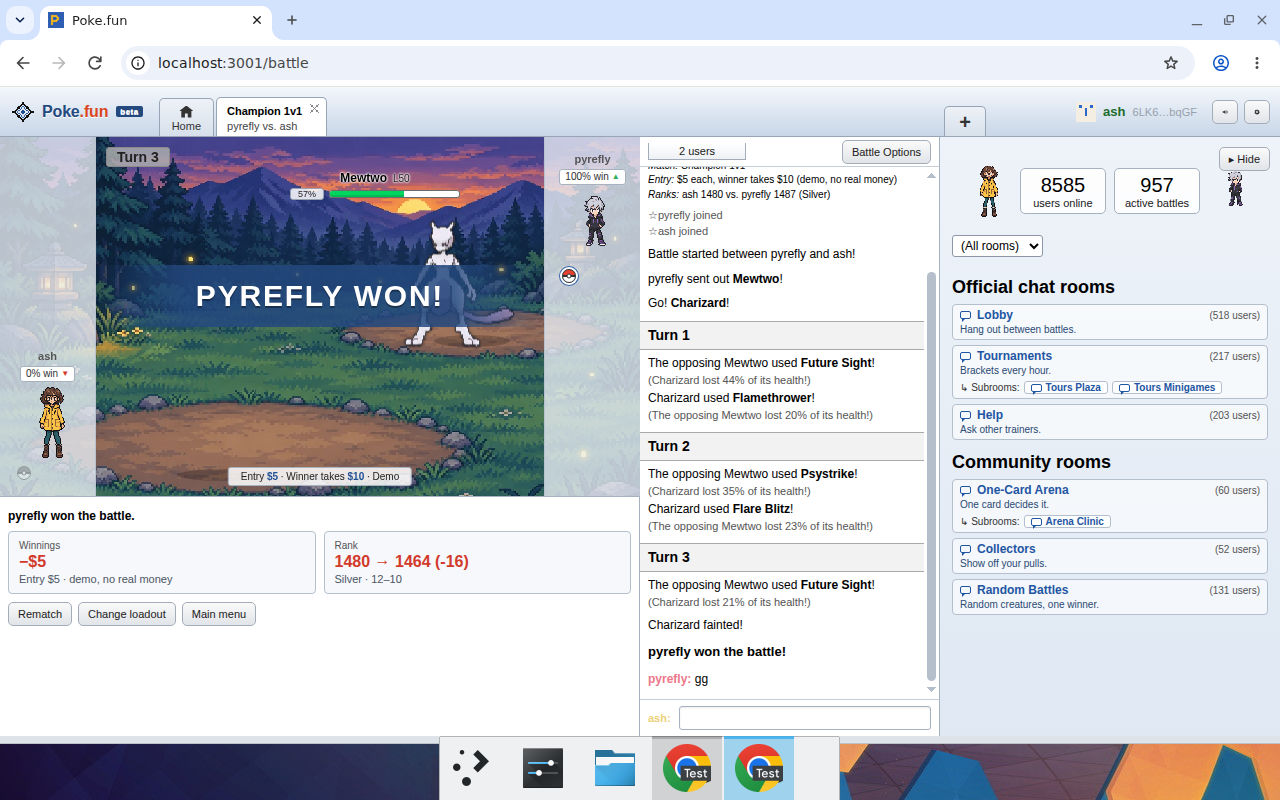 Poke.fun
localhost:3001/battle
Poke.fun beta
Home
Champion 1v1
pyrefly vs. ash
+
ash 6LK6…bqGF
Turn 3
Mewtwo L50
57%
pyrefly
100% win ▲
PYREFLY WON!
ash
0% win ▼
Entry $5 · Winner takes $10 · Demo
pyrefly won the battle.
Winnings
−$5
Entry $5 · demo, no real money
Rank
1480 → 1464 (-16)
Silver · 12–10
Rematch
Change loadout
Main menu
2 users
Battle Options
Entry: $5 each, winner takes $10 (demo, no real money)
Ranks: ash 1480 vs. pyrefly 1487 (Silver)
☆pyrefly joined
☆ash joined
Battle started between pyrefly and ash!
pyrefly sent out Mewtwo!
Go! Charizard!
Turn 1
The opposing Mewtwo used Future Sight!
(Charizard lost 44% of its health!)
Charizard used Flamethrower!
(The opposing Mewtwo lost 20% of its health!)
Turn 2
The opposing Mewtwo used Psystrike!
(Charizard lost 35% of its health!)
Charizard used Flare Blitz!
(The opposing Mewtwo lost 23% of its health!)
Turn 3
The opposing Mewtwo used Future Sight!
(Charizard lost 21% of its health!)
Charizard fainted!
pyrefly won the battle!
pyrefly: gg
ash:
▸ Hide
8585
users online
957
active battles
(All rooms)
Official chat rooms
Lobby (518 users)
Hang out between battles.
Tournaments (217 users)
Brackets every hour.
↳ Subrooms: Tours Plaza Tours Minigames
Help (203 users)
Ask other trainers.
Community rooms
One-Card Arena (60 users)
One card decides it.
↳ Subrooms: Arena Clinic
Collectors (52 users)
Show off your pulls.
Random Battles (131 users)
Random creatures, one winner.
Test
Test